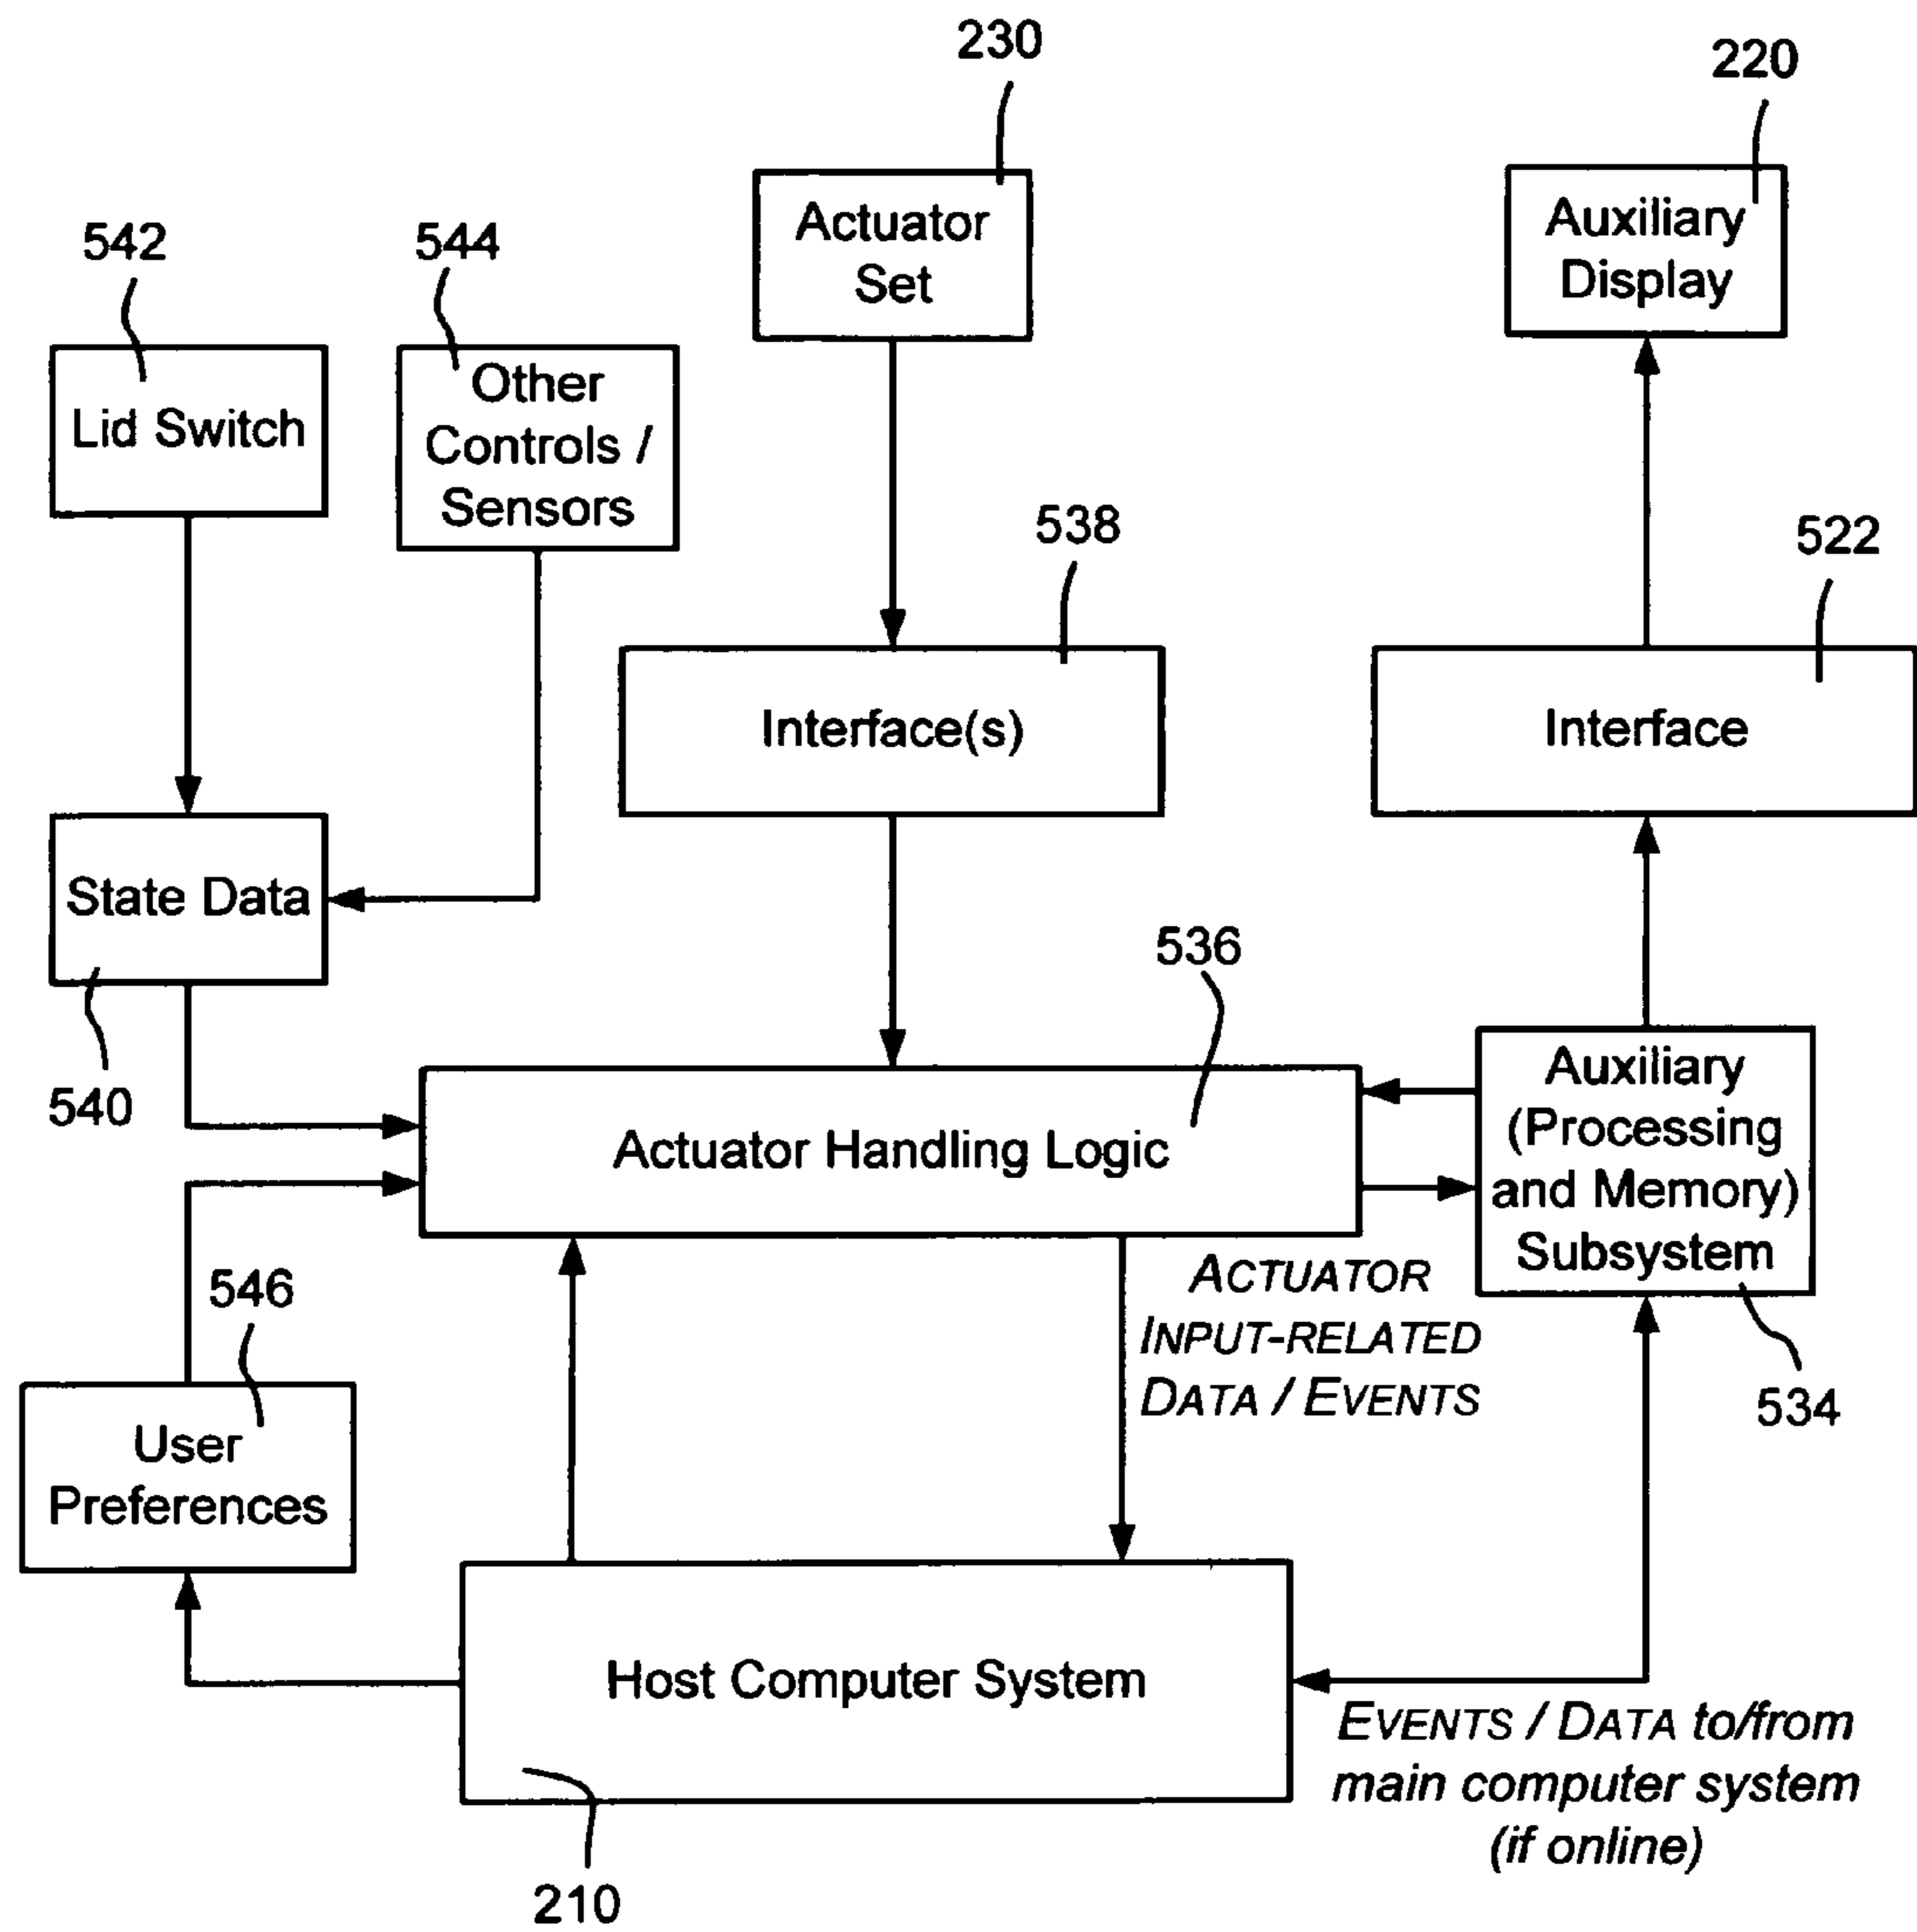 230
220
542
544
Actuator
Set
Auxiliary
Display
Lid Switch
Other
Controls /
Sensors
538
522
Interface(s)
Interface
State Data
536
540
Actuator Handling Logic
Auxiliary
(Processing
and Memory)
Subsystem
546
ACTUATOR
INPUT-RELATED
DATA / EVENTS
534
User
Preferences
Host Computer System
EVENTS / DATA to/from
main computer system
(if online)
210